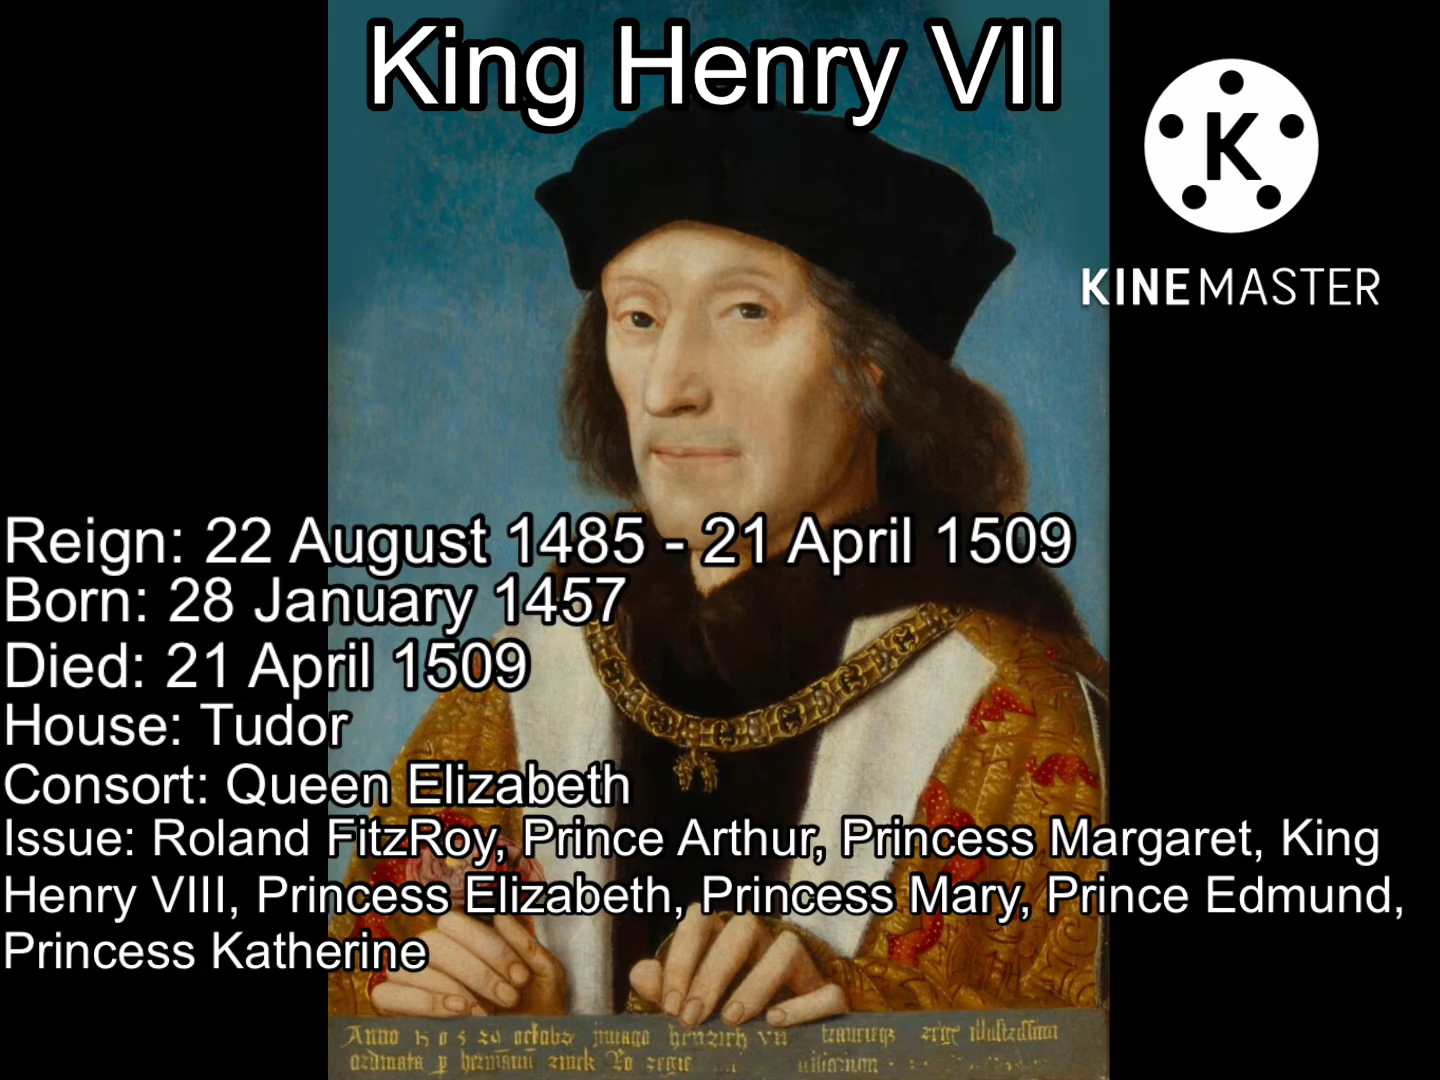 King Henry VII
K
KINEMASTER
Reign: 22 August 1485 - 21 April 1509
Born: 28 January 1457
Died: 21 April 1509
House: Tudor
Consort: Queen Elizabeth
Issue: Roland FitzRoy, Prince Arthur, Princess Margaret, King
Henry VIII, Princess Elizabeth, Princess Mary, Prince Edmund,
Princess Katherine
Anno